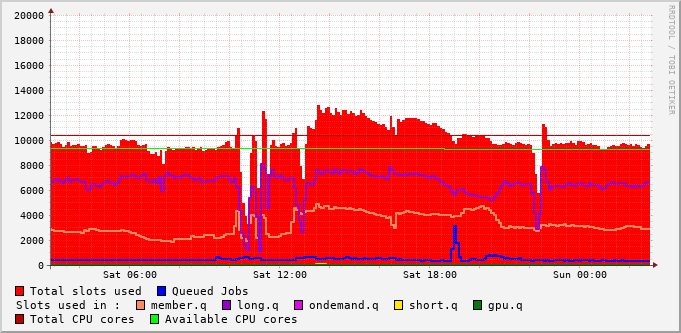 20000
18000
16000
14000
12000
10000
8000
6000
4000
2000
0
Sat 06:00 Sat 12:00 Sat 18:00 Sun 00:00
Total slots used Queued Jobs
Slots used in : member.q long.q ondemand.q short.q gpu.q
Total CPU cores Available CPU cores
RRDTOOL / TOBI OETIKER